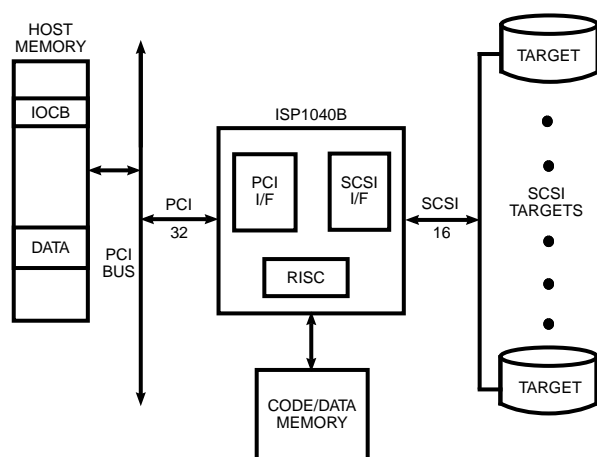 HOST
MEMORY
IOCB
DATA
PCI
BUS
PCI
32
ISP1040B
PCI
I/F
SCSI
I/F
RISC
CODE/DATA
MEMORY
SCSI
16
TARGET
SCSI
TARGETS
TARGET